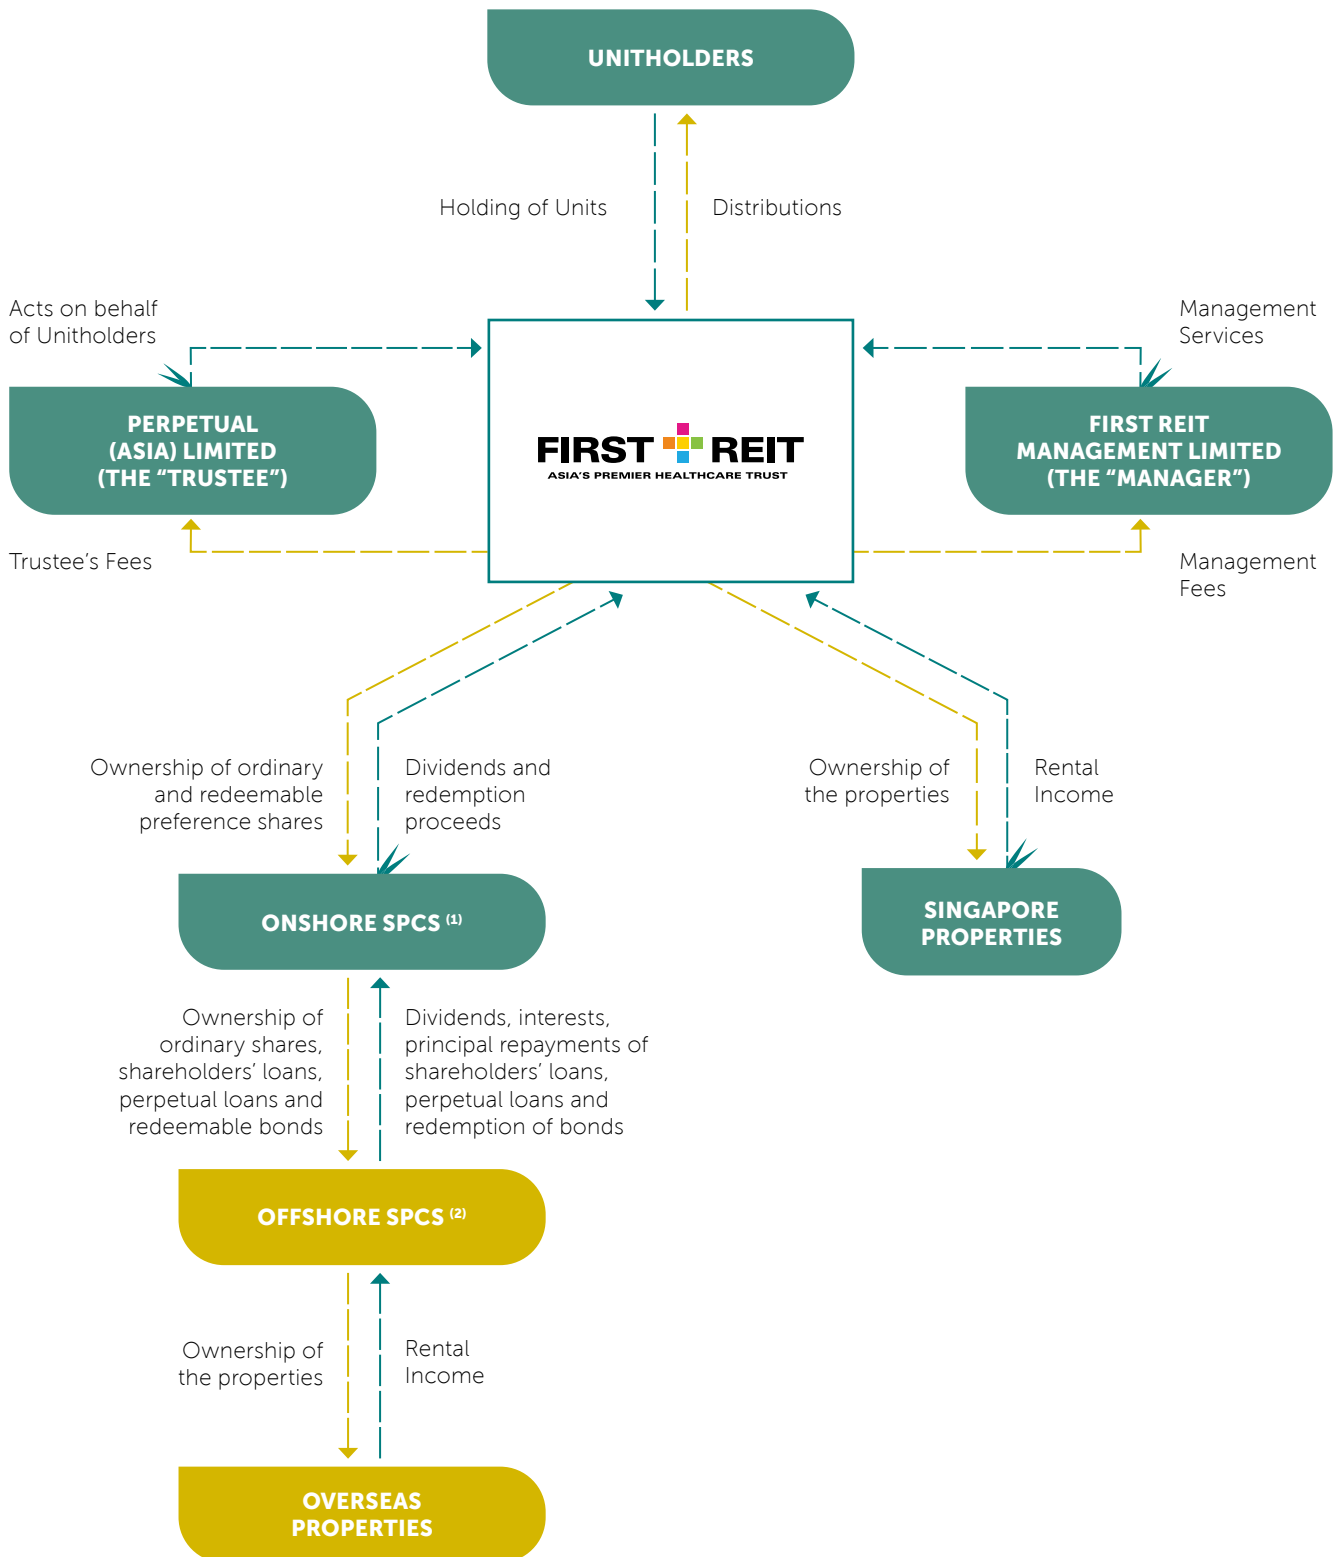 UNITHOLDERS
Holding of Units
Distributions
Acts on behalf
of Unitholders
Management
Services
PERPETUAL
(ASIA) LIMITED
(THE “TRUSTEE”)
FIRST REIT
ASIA'S PREMIER HEALTHCARE TRUST
FIRST REIT
MANAGEMENT LIMITED
(THE “MANAGER”)
Trustee’s Fees
Management
Fees
Ownership of ordinary
and redeemable
preference shares
Dividends and
redemption
proceeds
Ownership of
the properties
Rental
Income
ONSHORE SPCS (1)
SINGAPORE
PROPERTIES
Ownership of
ordinary shares,
shareholders’ loans,
perpetual loans and
redeemable bonds
Dividends, interests,
principal repayments of
shareholders’ loans,
perpetual loans and
redemption of bonds
OFFSHORE SPCS (2)
Ownership of
the properties
Rental
Income
OVERSEAS
PROPERTIES